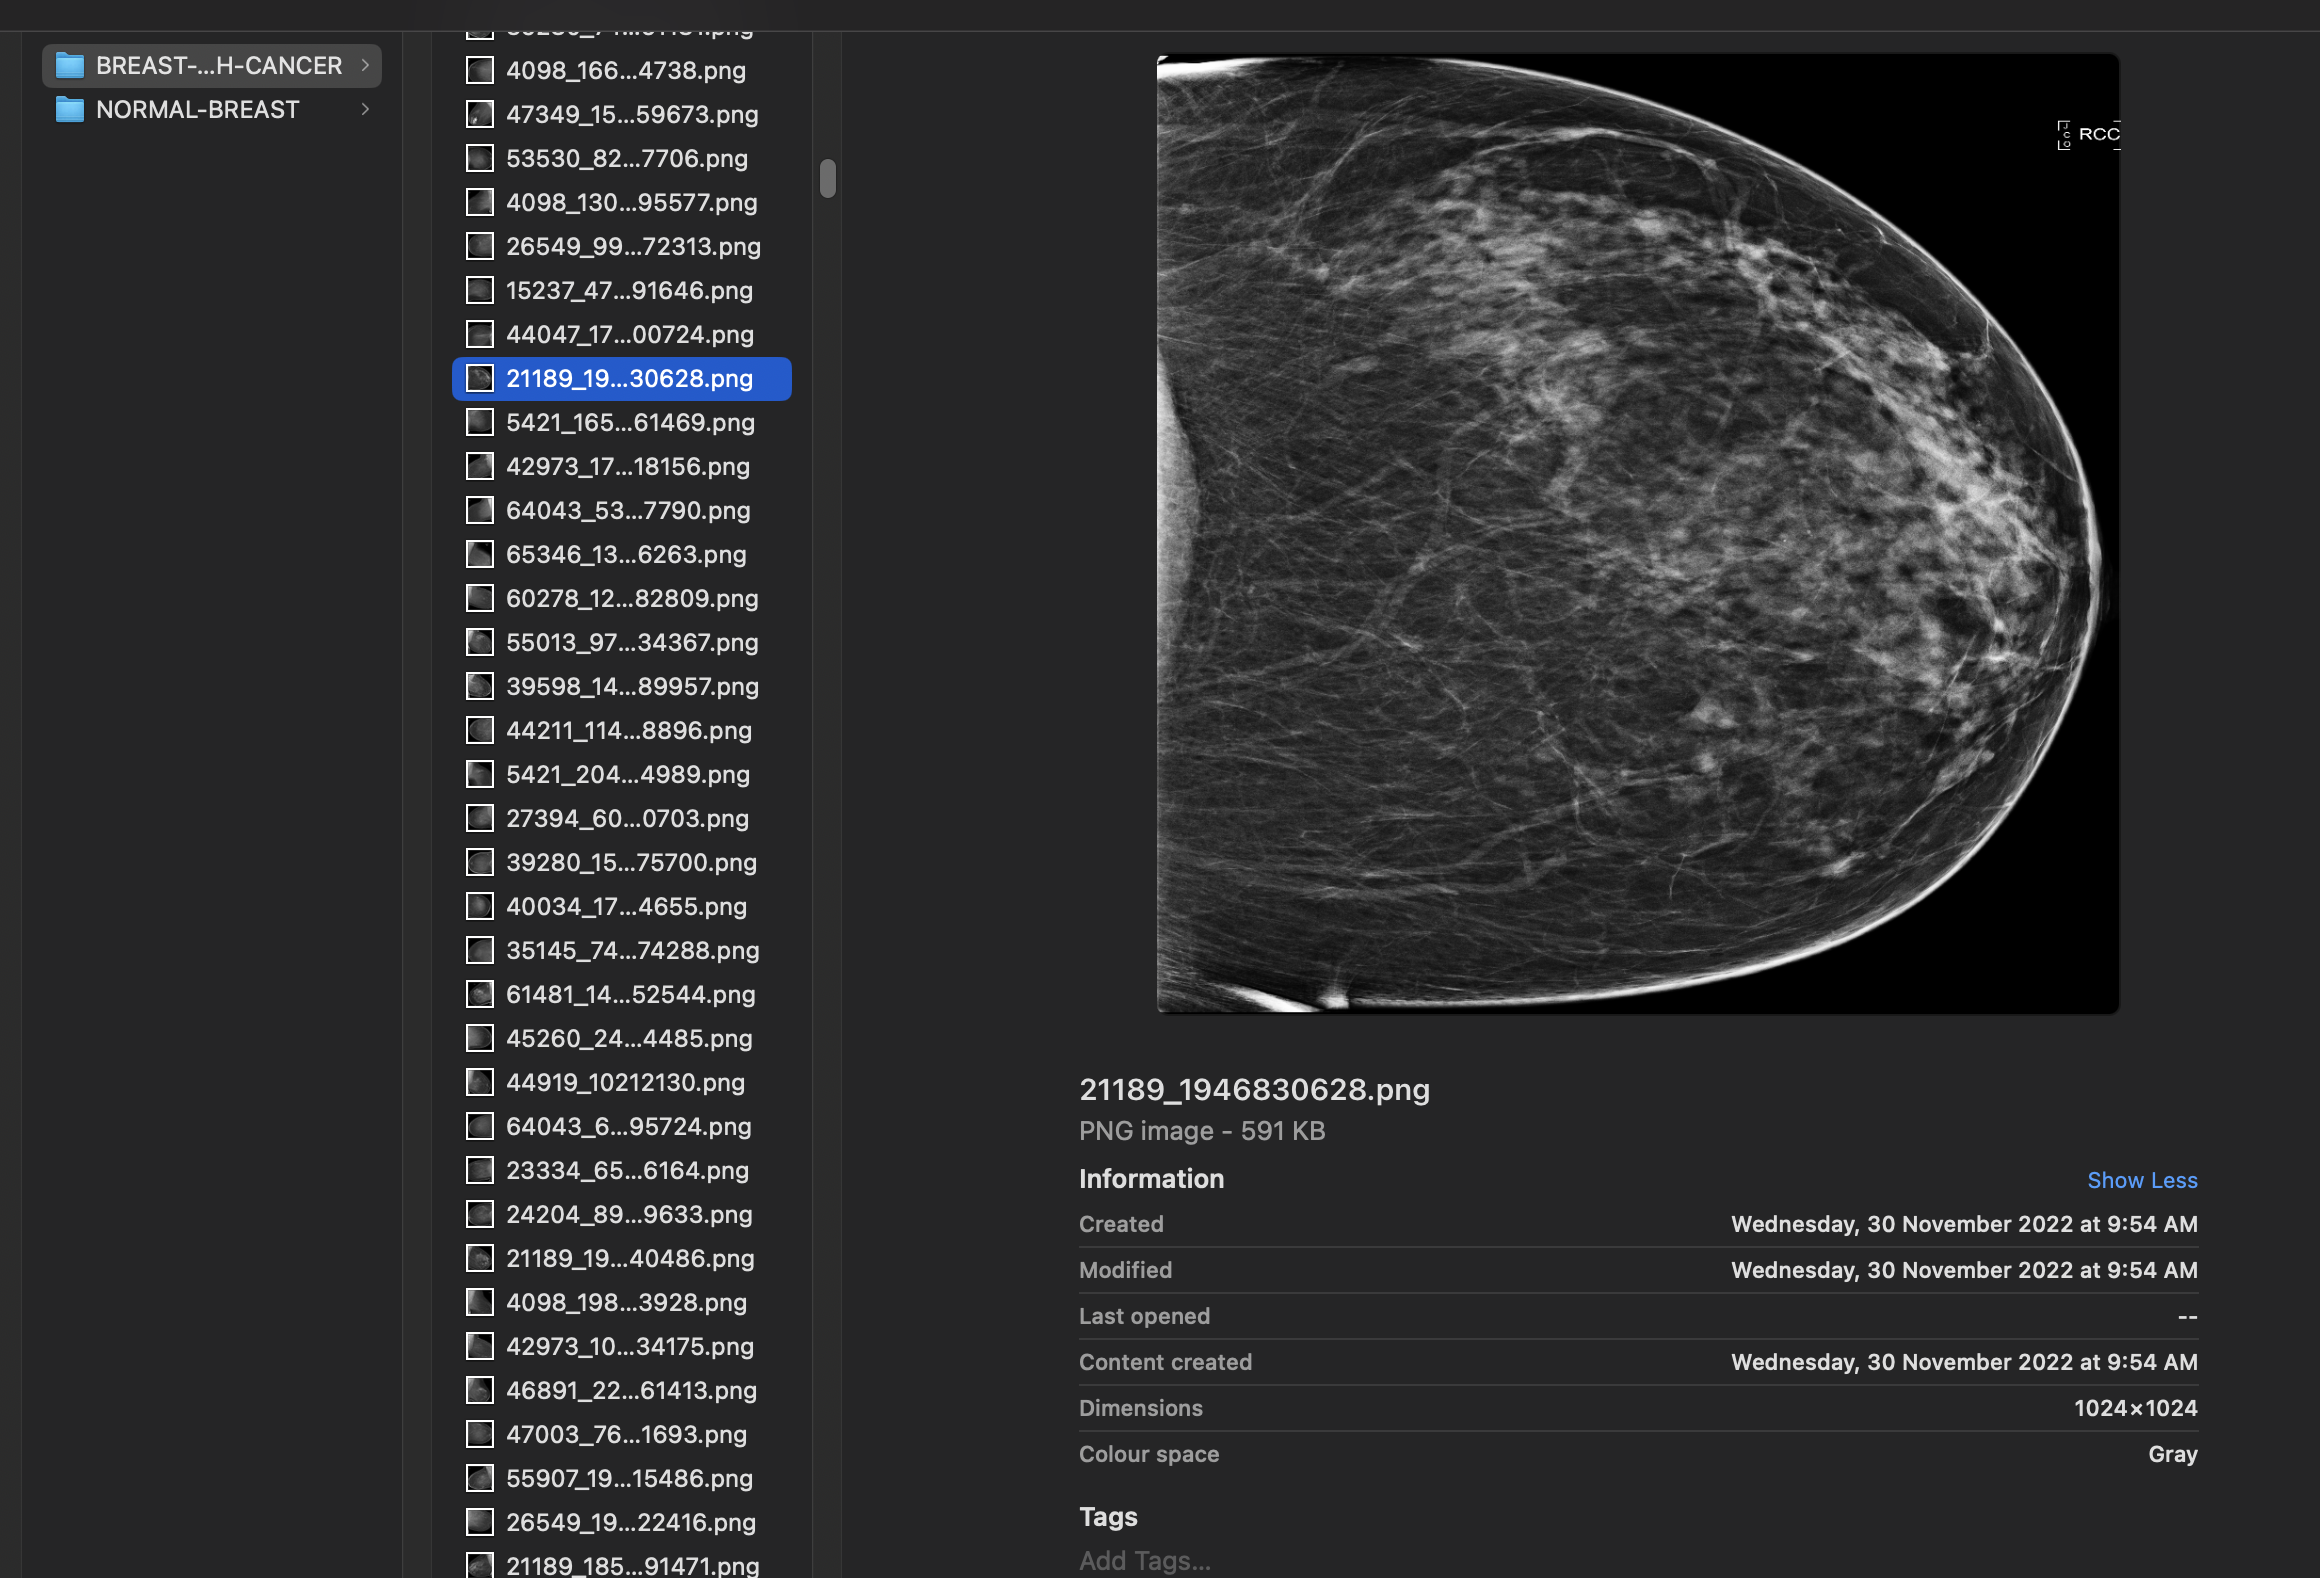 BREAST-...H-CANCER
NORMAL-BREAST
4098_166...4738.png
47349_15...59673.png
53530_82...7706.png
4098_130...95577.png
26549_99...72313.png
15237_47...91646.png
44047_17...00724.png
21189_19...30628.png
5421_165...61469.png
42973_17...18156.png
64043_53...7790.png
65346_13...6263.png
60278_12...82809.png
55013_97...34367.png
39598_14...89957.png
44211_114...8896.png
5421_204...4989.png
27394_60...0703.png
39280_15...75700.png
40034_17...4655.png
35145_74...74288.png
61481_14...52544.png
45260_24...4485.png
44919_10212130.png
64043_6...95724.png
23334_65...6164.png
24204_89...9633.png
21189_19...40486.png
4098_198...3928.png
42973_10...34175.png
46891_22...61413.png
47003_76...1693.png
55907_19...15486.png
26549_19...22416.png
21189_185...91471.png
RCC
21189_1946830628.png
PNG image - 591 KB
Information Show Less
Created Wednesday, 30 November 2022 at 9:54 AM
Modified Wednesday, 30 November 2022 at 9:54 AM
Last opened --
Content created Wednesday, 30 November 2022 at 9:54 AM
Dimensions 1024×1024
Colour space Gray
Tags
Add Tags...